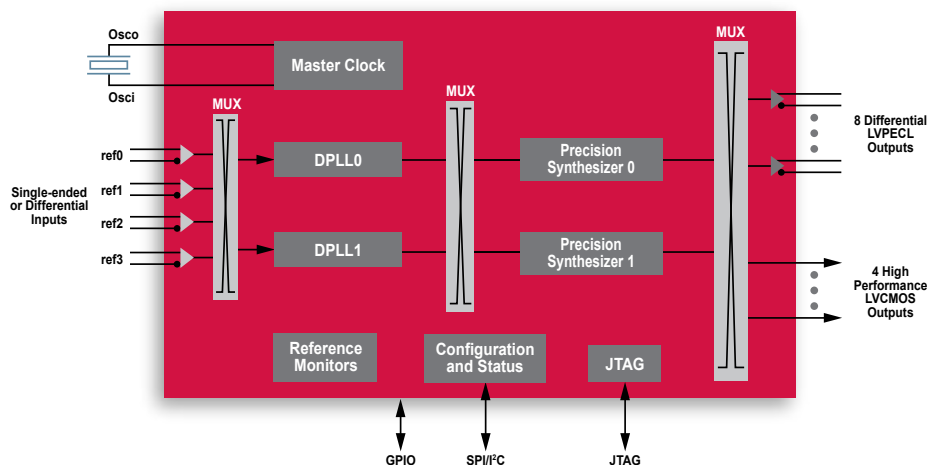 Osco
Osci
Master Clock
MUX
MUX
MUX
ref0
ref1
ref2
ref3
Single-ended
or Differential
Inputs
DPLL0
DPLL1
Precision
Synthesizer 0
Precision
Synthesizer 1
8 Differential
LVPECL
Outputs
4 High
Performance
LVCMOS
Outputs
Reference
Monitors
Configuration
and Status
JTAG
GPIO
SPI/I²C
JTAG